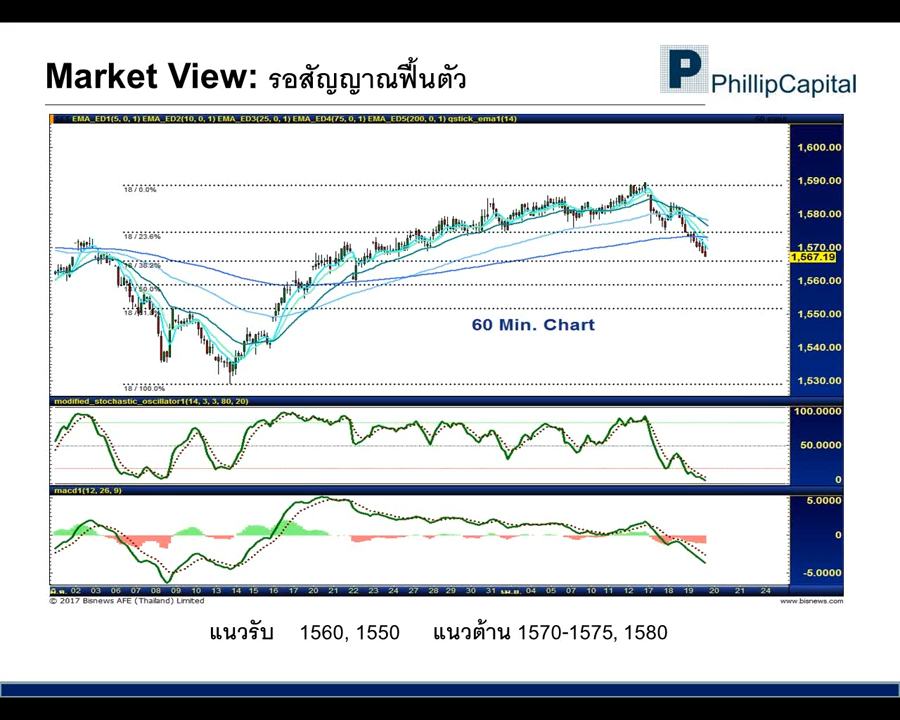 Market View: รอสัญญาณฟื้นตัว
P PhillipCapital
EMA_ED1(5, 0, 1) EMA_ED2(10, 0, 1) EMA_ED3(25, 0, 1) EMA_ED4(75, 0, 1) EMA_ED5(200, 0, 1) qstick_ema1(14)
1,600.00
18 / 0.0%
1,590.00
1,580.00
18 / 23.6%
1,570.00
1,567.19
18 / 38.2%
1,560.00
18 / 50.0%
1,550.00
60 Min. Chart
1,540.00
1,530.00
18 / 100.0%
modified_stochastic_oscillator1(14, 3, 3, 80, 20)
100.0000
50.0000
0
macd1(12, 26, 9)
5.0000
0
-5.0000
มี.ค. 02 03 06 07 08 09 10 13 14 15 16 17 20 21 22 23 24 27 28 29 30 31 เม.ย. 04 05 07 10 11 12 17 18 19 20 21 24
© 2017 Bisnews AFE (Thailand) Limited
www.bisnews.com
แนวรับ 1560, 1550 แนวต้าน 1570-1575, 1580